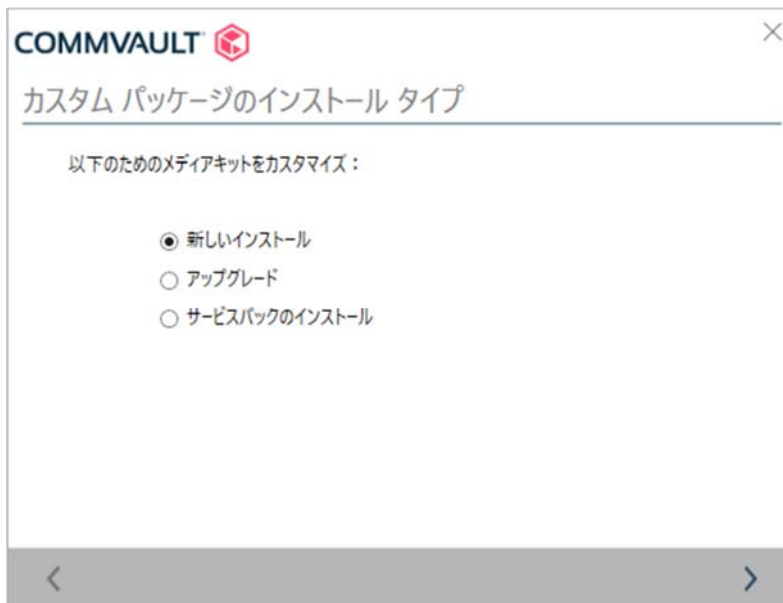 COMMVAULT
カスタム パッケージのインストール タイプ
以下のためのメディアキットをカスタマイズ：
新しいインストール
アップグレード
サービスパックのインストール